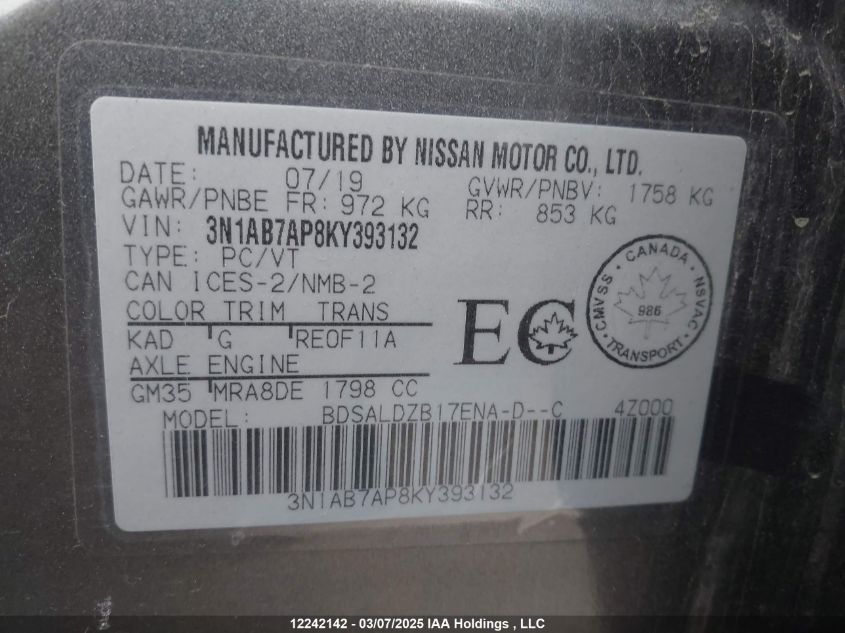 MANUFACTURED BY NISSAN MOTOR CO., LTD.
DATE: 07/19 GVWR/PNBV: 1758 KG
GAWR/PNBE FR: 972 KG RR: 853 KG
VIN: 3N1AB7AP8KY393132
TYPE: PC/VT
CAN ICES-2/NMB-2
COLOR TRIM TRANS
KAD G RE0F11A
AXLE ENGINE
GM35 MRA8DE 1798 CC
EC
CANADA
CMVSS NSVAC
986
TRANSPORT
MODEL: BDSALDZB17ENA-D--C 4Z000
3N1AB7AP8KY393132
12242142 - 03/07/2025 IAA Holdings , LLC